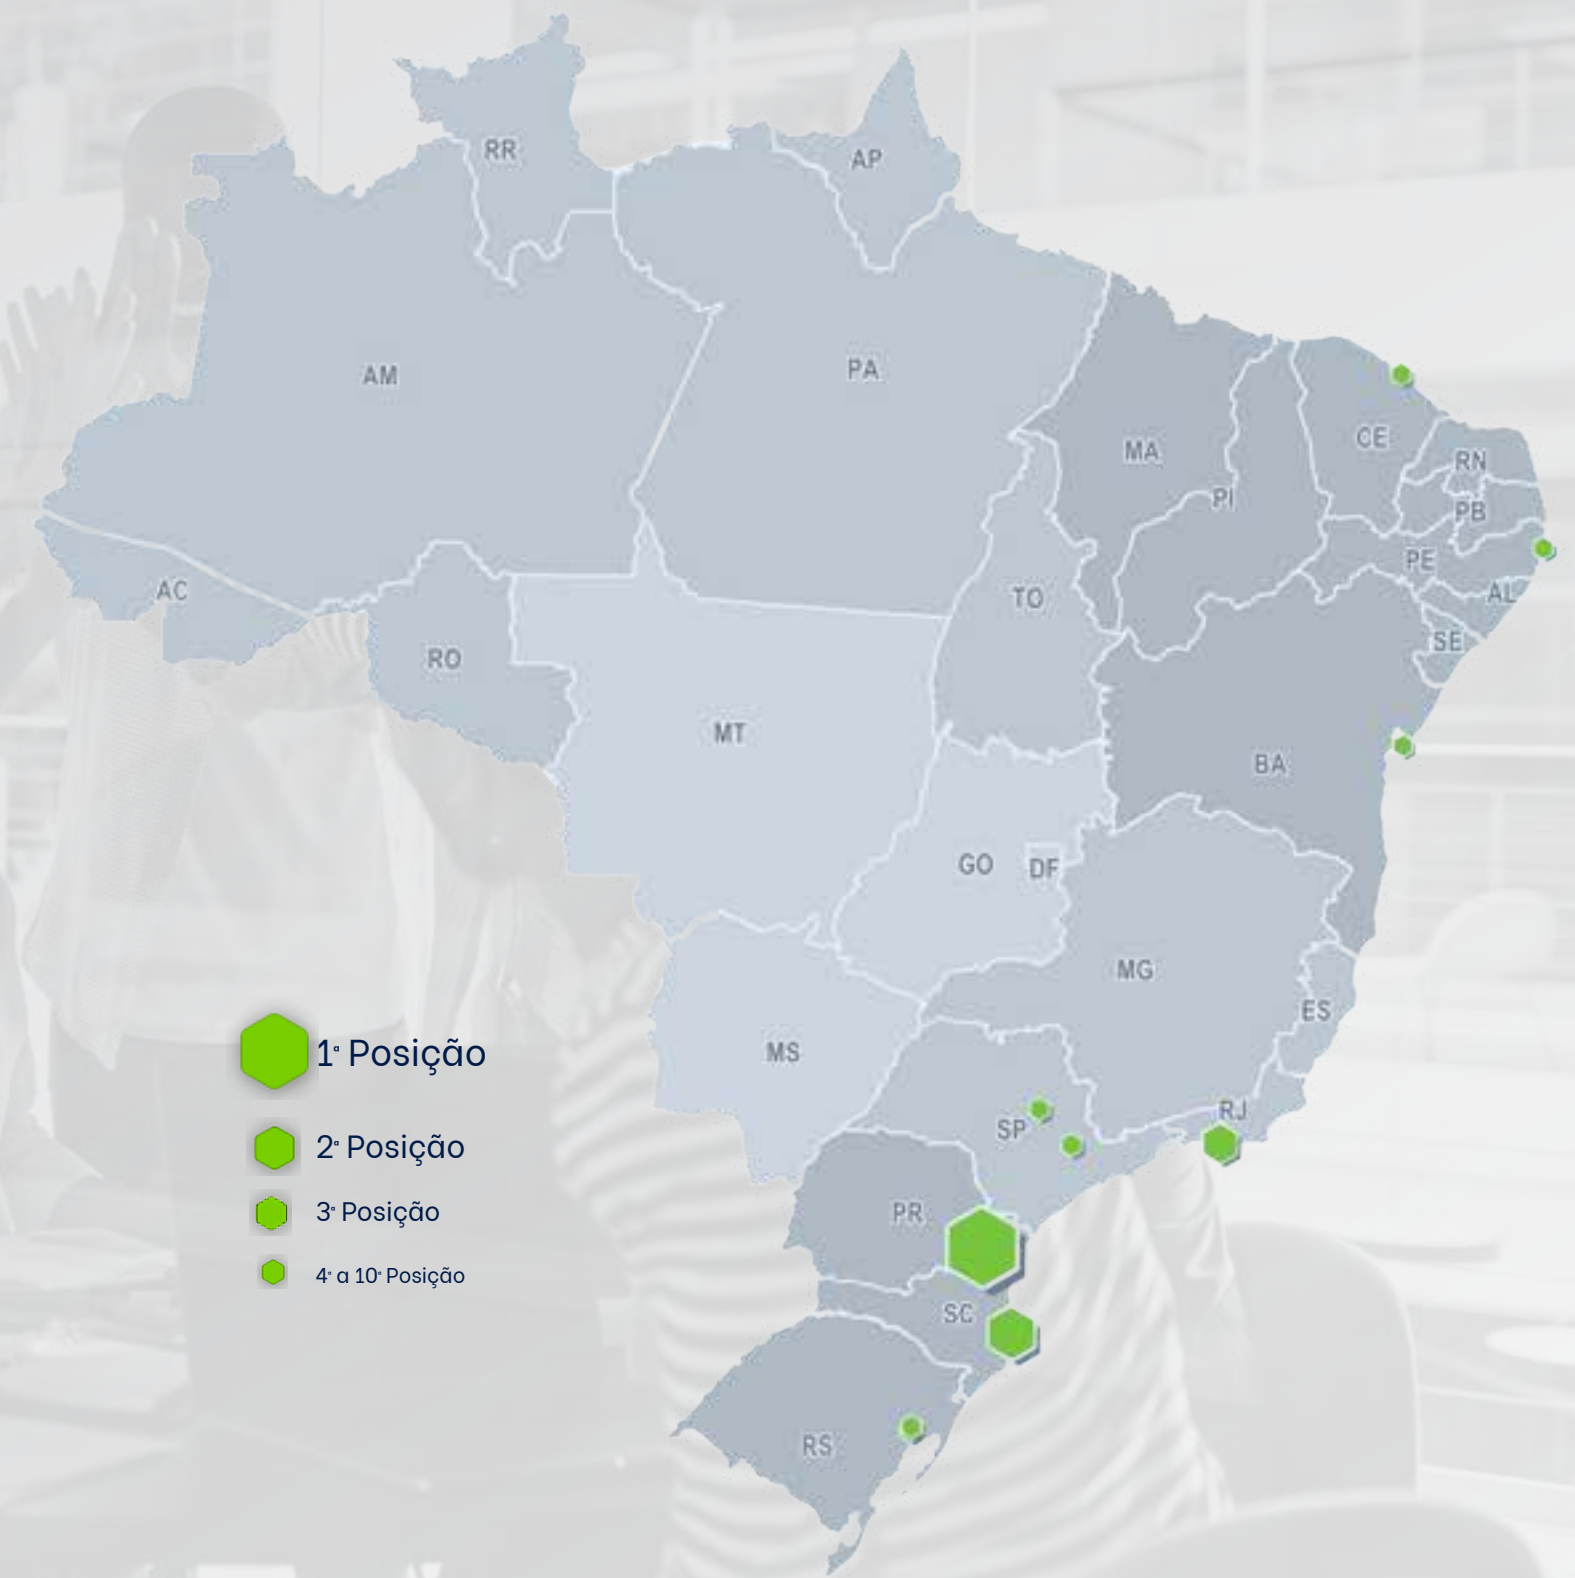 RR
AP
AM
PA
CE
MA
RN
PI
PB
PE
AC
TO
AL
SE
RO
MT
BA
GO
DF
MG
ES
MS
1ª Posição
RJ
SP
2ª Posição
PR
3ª Posição
4ª a 10ª Posição
SC
RS